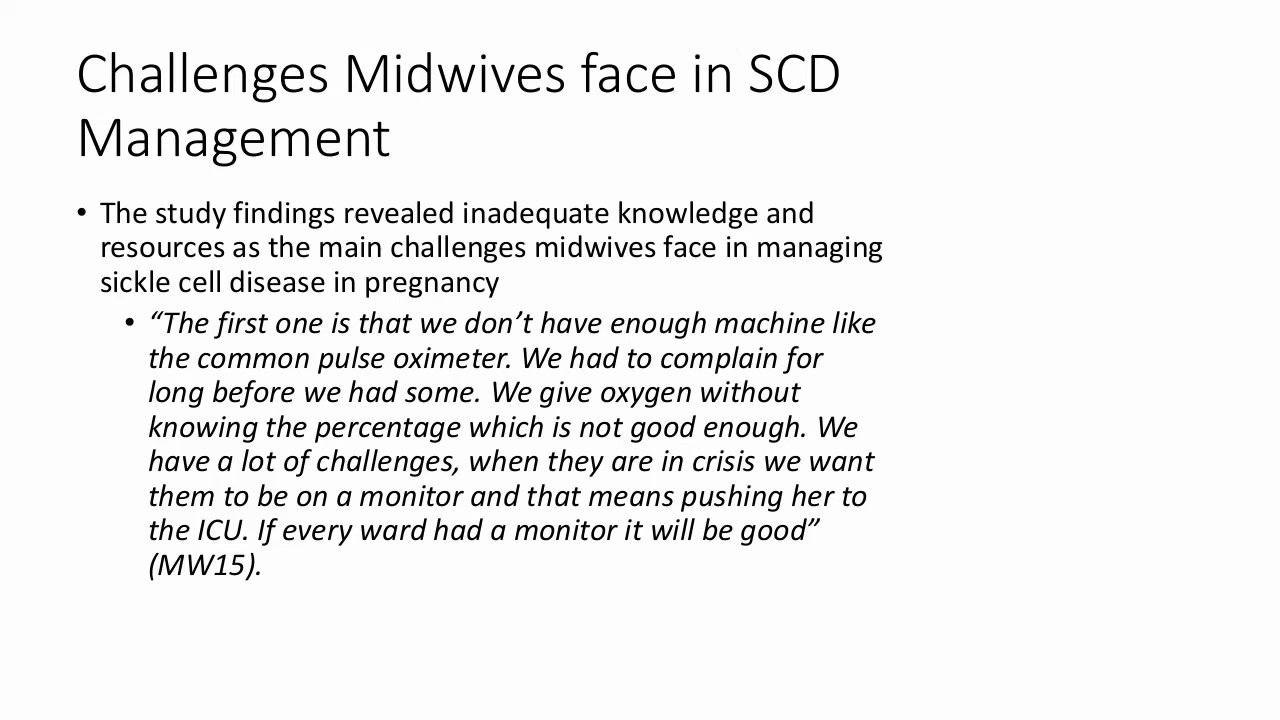 Challenges Midwives face in SCD
Management
• The study findings revealed inadequate knowledge and
resources as the main challenges midwives face in managing
sickle cell disease in pregnancy
• “The first one is that we don’t have enough machine like
the common pulse oximeter. We had to complain for
long before we had some. We give oxygen without
knowing the percentage which is not good enough. We
have a lot of challenges, when they are in crisis we want
them to be on a monitor and that means pushing her to
the ICU. If every ward had a monitor it will be good”
(MW15).